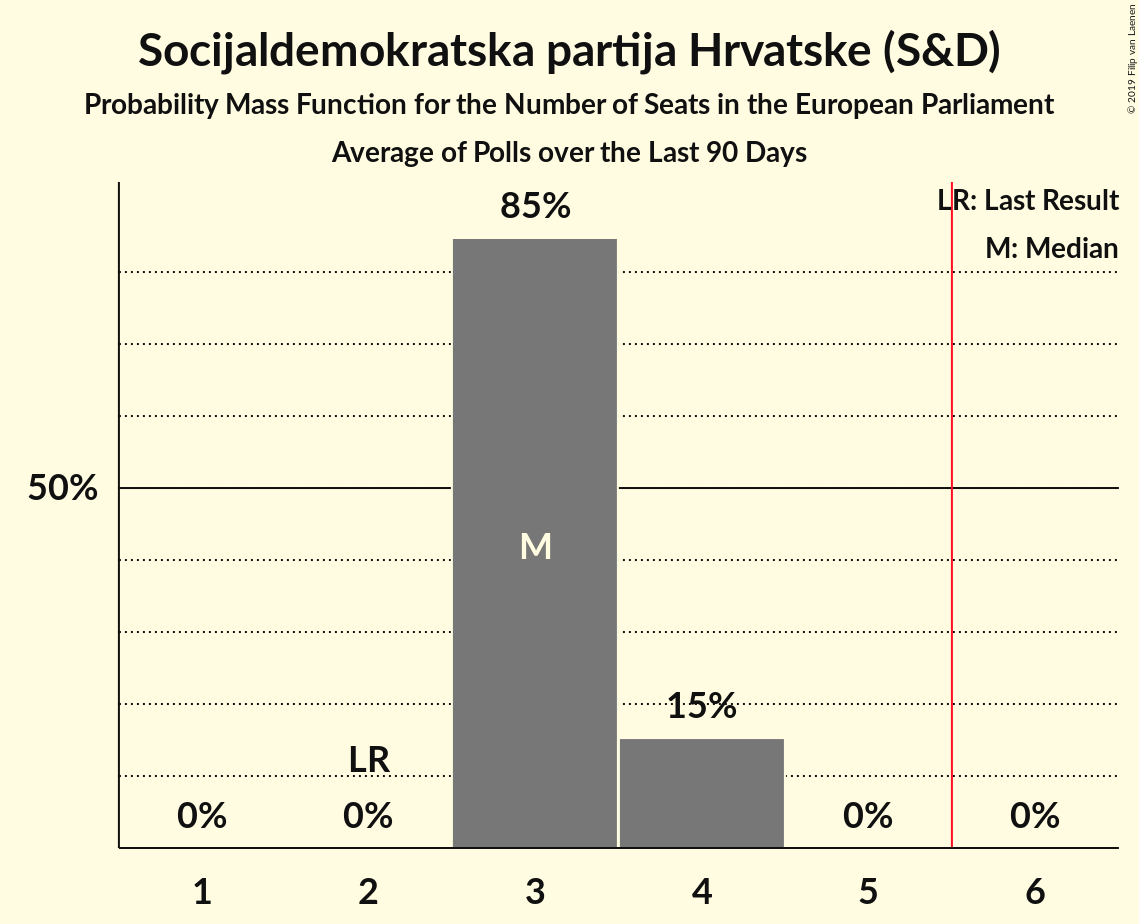 Socijaldemokratska partija Hrvatske (S&D)
Probability Mass Function for the Number of Seats in the European Parliament
Average of Polls over the Last 90 Days
© 2019 Filip van Laenen
LR: Last Result
M: Median
85%
50%
M
15%
LR
0%
0%
0%
0%
1
2
3
4
5
6